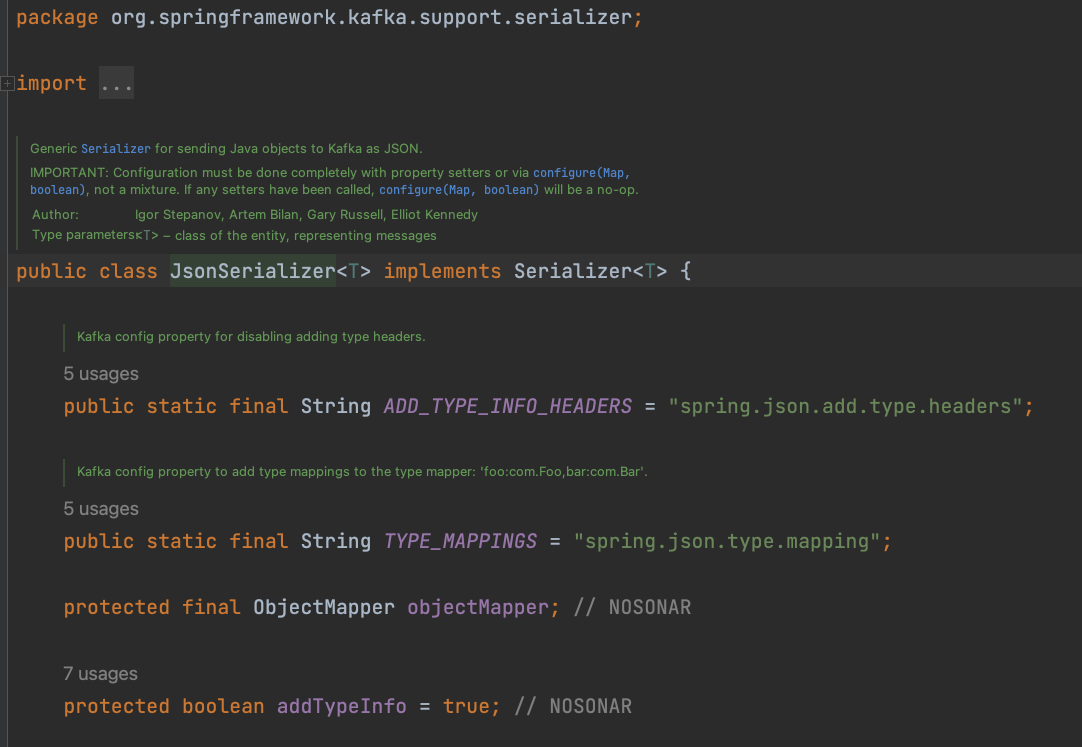 package org.springframework.kafka.support.serializer;
import ...
Generic Serializer for sending Java objects to Kafka as JSON.
IMPORTANT: Configuration must be done completely with property setters or via configure(Map,
boolean), not a mixture. If any setters have been called, configure(Map, boolean) will be a no-op.
Author: Igor Stepanov, Artem Bilan, Gary Russell, Elliot Kennedy
Type parameters:<T> – class of the entity, representing messages
public class JsonSerializer<T> implements Serializer<T> {
Kafka config property for disabling adding type headers.
5 usages
public static final String ADD_TYPE_INFO_HEADERS = "spring.json.add.type.headers";
Kafka config property to add type mappings to the type mapper: 'foo:com.Foo,bar:com.Bar'.
5 usages
public static final String TYPE_MAPPINGS = "spring.json.type.mapping";
protected final ObjectMapper objectMapper; // NOSONAR
7 usages
protected boolean addTypeInfo = true; // NOSONAR